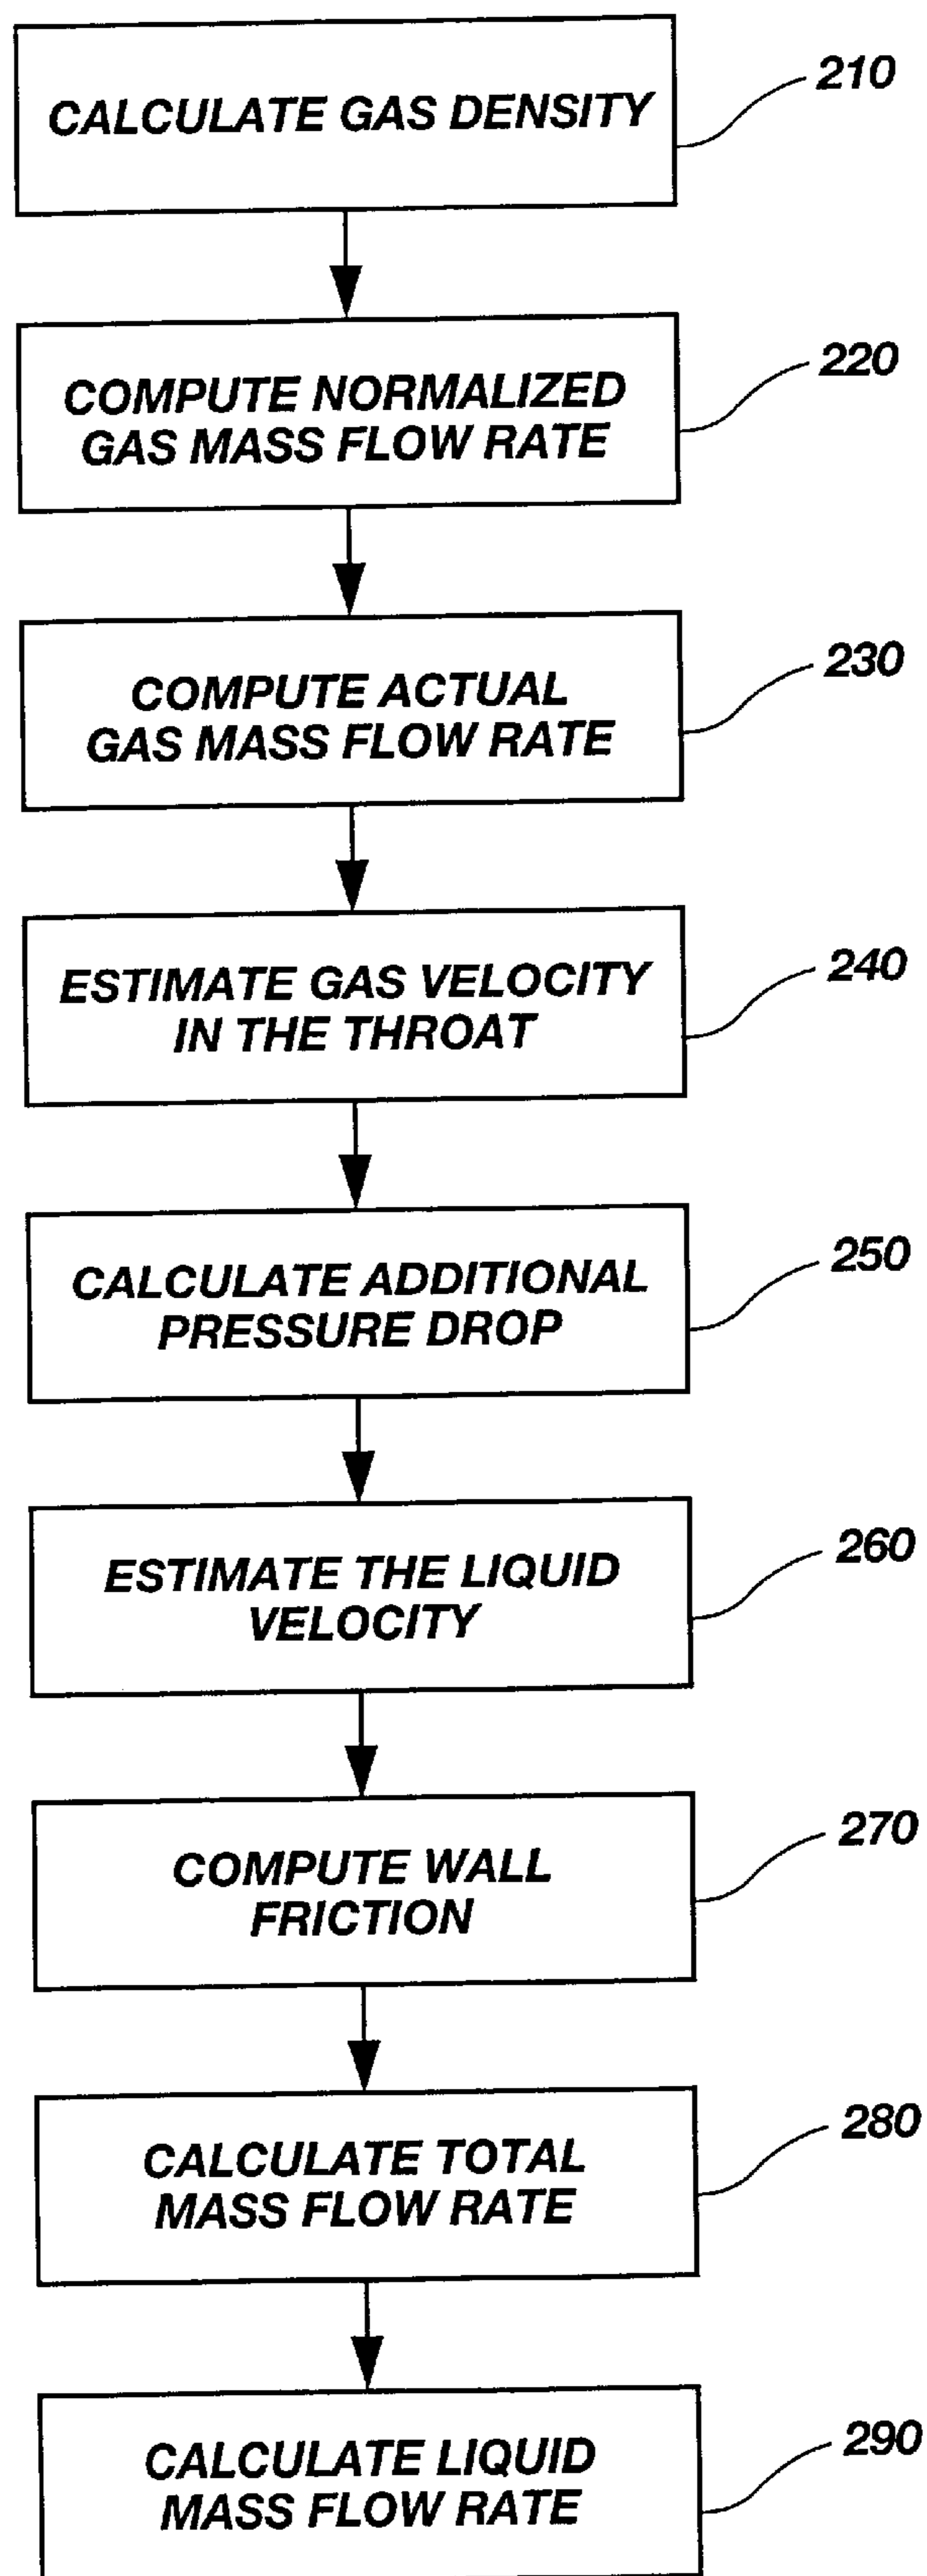 CALCULATE GAS DENSITY
210
COMPUTE NORMALIZED
GAS MASS FLOW RATE
220
COMPUTE ACTUAL
GAS MASS FLOW RATE
230
ESTIMATE GAS VELOCITY
IN THE THROAT
240
CALCULATE ADDITIONAL
PRESSURE DROP
250
ESTIMATE THE LIQUID
VELOCITY
260
COMPUTE WALL
FRICTION
270
CALCULATE TOTAL
MASS FLOW RATE
280
CALCULATE LIQUID
MASS FLOW RATE
290